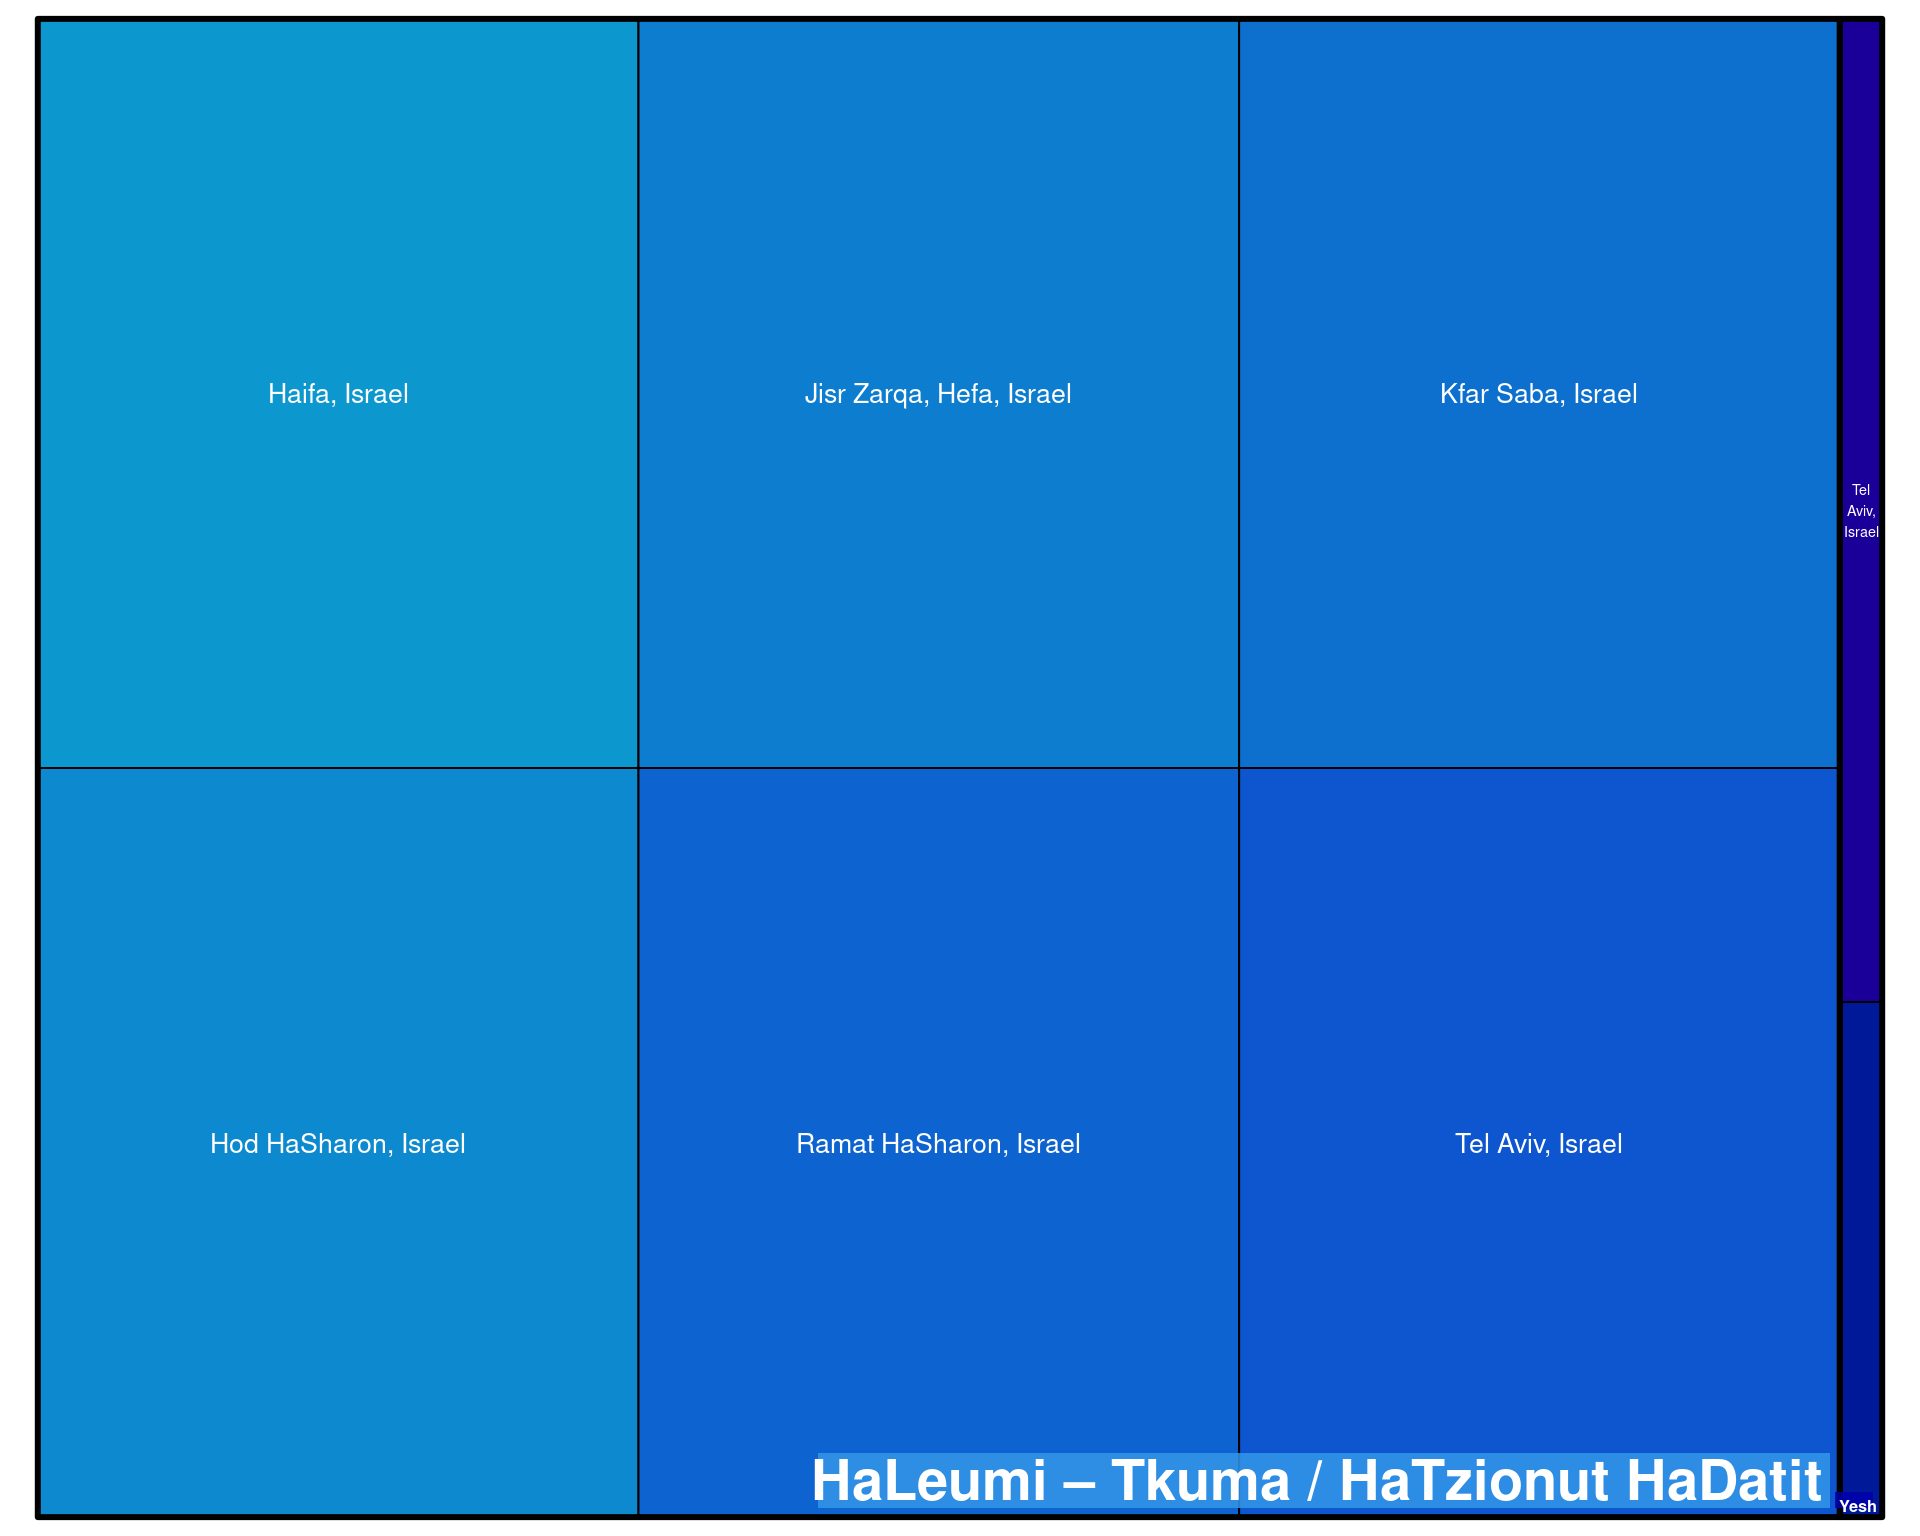 Haifa, Israel
Jisr Zarqa, Hefa, Israel
Kfar Saba, Israel
Tel
Aviv,
Israel
Hod HaSharon, Israel
Ramat HaSharon, Israel
Tel Aviv, Israel
HaLeumi – Tkuma / HaTzionut HaDatit
Yesh